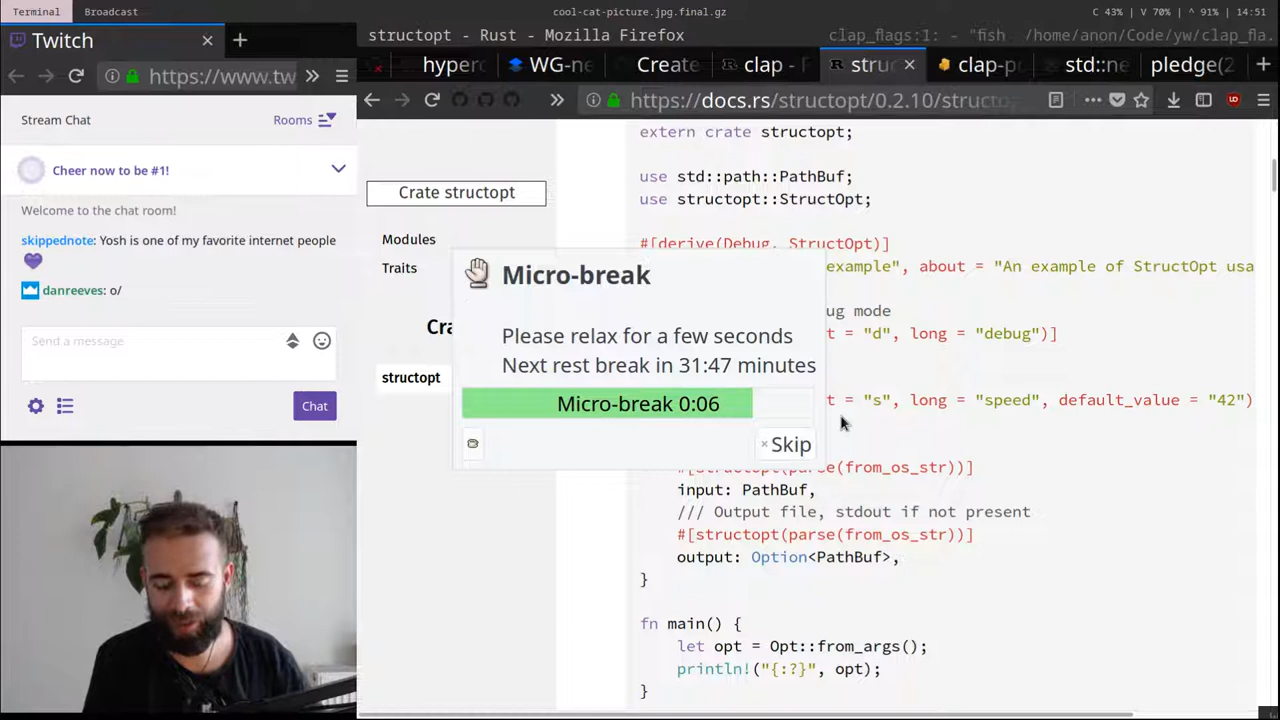 Terminal
Broadcast
cool-cat-picture.jpg.final.gz
C 43% | V 70% | ^ 91% | 14:51
Twitch
https://www.tw
Stream Chat
Rooms
Cheer now to be #1!
Welcome to the chat room!
skippednote: Yosh is one of my favorite internet people
danreeves: o/
Send a message
Chat
structopt - Rust - Mozilla Firefox
clap_flags:1: - "fish /home/anon/Code/yw/clap_fla.
hyperc
WG-ne
Create
clap - F
struc
clap-po
std::ne
pledge(2
https://docs.rs/structopt/0.2.10/structo
Crate structopt
Modules
Traits
Cra
structopt
extern crate structopt;
use std::path::PathBuf;
use structopt::StructOpt;
#[derive(Debug, StructOpt)]
example", about = "An example of StructOpt usa
ug mode
t = "d", long = "debug")]
t = "s", long = "speed", default_value = "42")
#[structopt(parse(from_os_str))]
input: PathBuf,
/// Output file, stdout if not present
#[structopt(parse(from_os_str))]
output: Option<PathBuf>,
}
fn main() {
let opt = Opt::from_args();
println!("{:?}", opt);
}
Micro-break
Please relax for a few seconds
Next rest break in 31:47 minutes
Micro-break 0:06
Skip